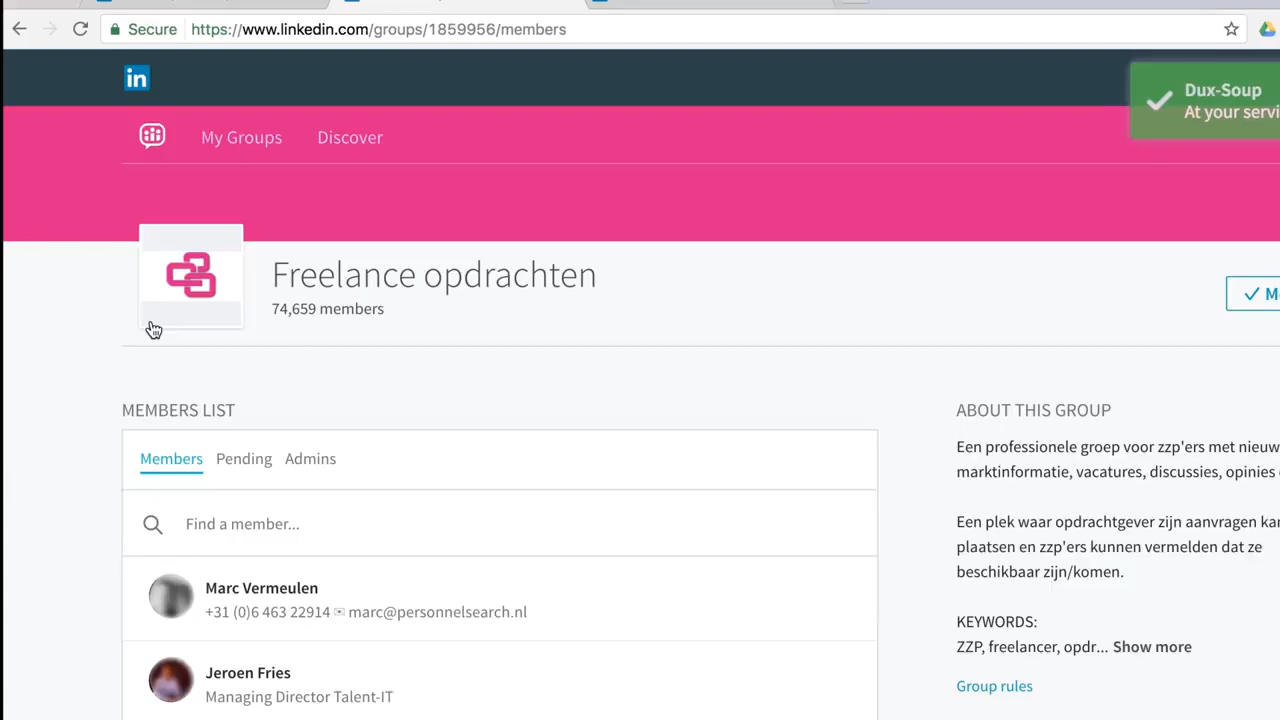 Secure https://www.linkedin.com/groups/1859956/members
in
Dux-Soup
At your servi
My Groups Discover
Freelance opdrachten
74,659 members
M
MEMBERS LIST
ABOUT THIS GROUP
Members Pending Admins
Een professionele groep voor zzp'ers met nieuw
marktinformatie, vacatures, discussies, opinies
Find a member...
Een plek waar opdrachtgever zijn aanvragen ka
plaatsen en zzp'ers kunnen vermelden dat ze
beschikbaar zijn/komen.
Marc Vermeulen
+31 (0)6 463 22914 ✉ marc@personnelsearch.nl
KEYWORDS:
ZZP, freelancer, opdr... Show more
Jeroen Fries
Managing Director Talent-IT
Group rules